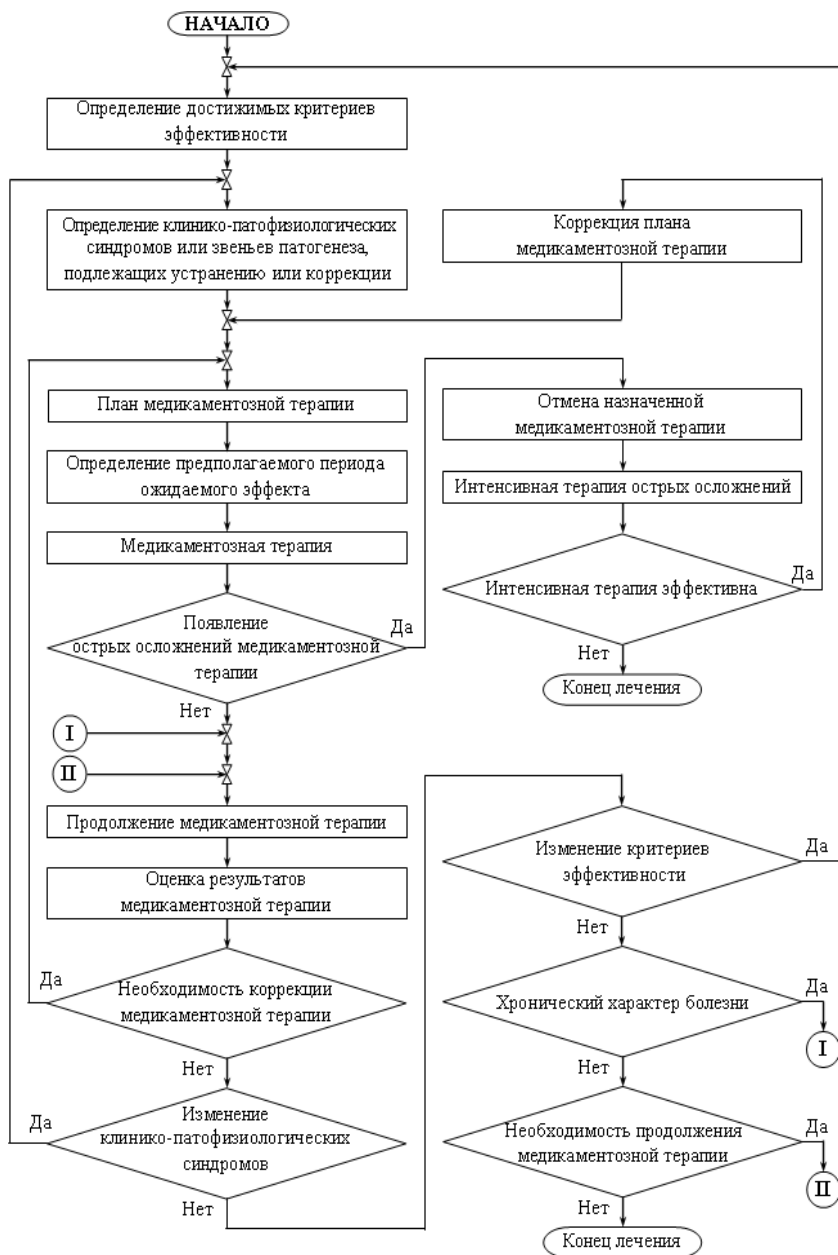 НАЧАЛО
Определение достижимых критериев
эффективности
Определение клинико-патофизиологических
синдромов или звеньев патогенеза,
подлежащих устранению или коррекции
Коррекция плана
медикаментозной терапии
План медикаментозной терапии
Определение предполагаемого периода
ожидаемого эффекта
Медикаментозная терапия
Появление
острых осложнений медикаментозной
терапии
Да
Нет
Отмена назначенной
медикаментозной терапии
Интенсивная терапия острых осложнений
Интенсивная терапия эффективна
Да
Нет
Конец лечения
I
II
Продолжение медикаментозной терапии
Оценка результатов
медикаментозной терапии
Да
Необходимость коррекции
медикаментозной терапии
Нет
Да
Изменение
клинико-патофизиологических
синдромов
Нет
Изменение критериев
эффективности
Да
Нет
Хронический характер болезни
Да
I
Нет
Необходимость продолжения
медикаментозной терапии
Да
II
Нет
Конец лечения